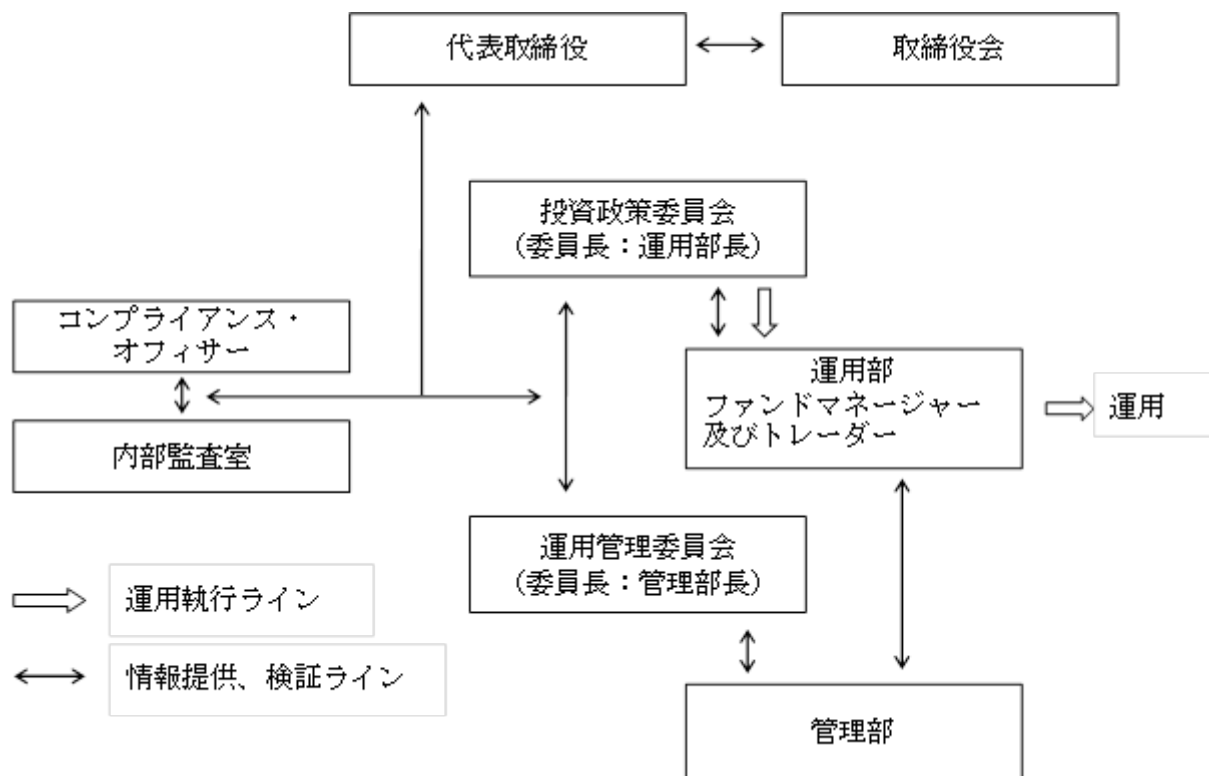 代表取締役
取締役会
投資政策委員会
（委員長：運用部長）
コンプライアンス・
オフィサー
運用部
ファンドマネージャー
及びトレーダー
運用
内部監査室
運用管理委員会
（委員長：管理部長）
運用執行ライン
情報提供、検証ライン
管理部